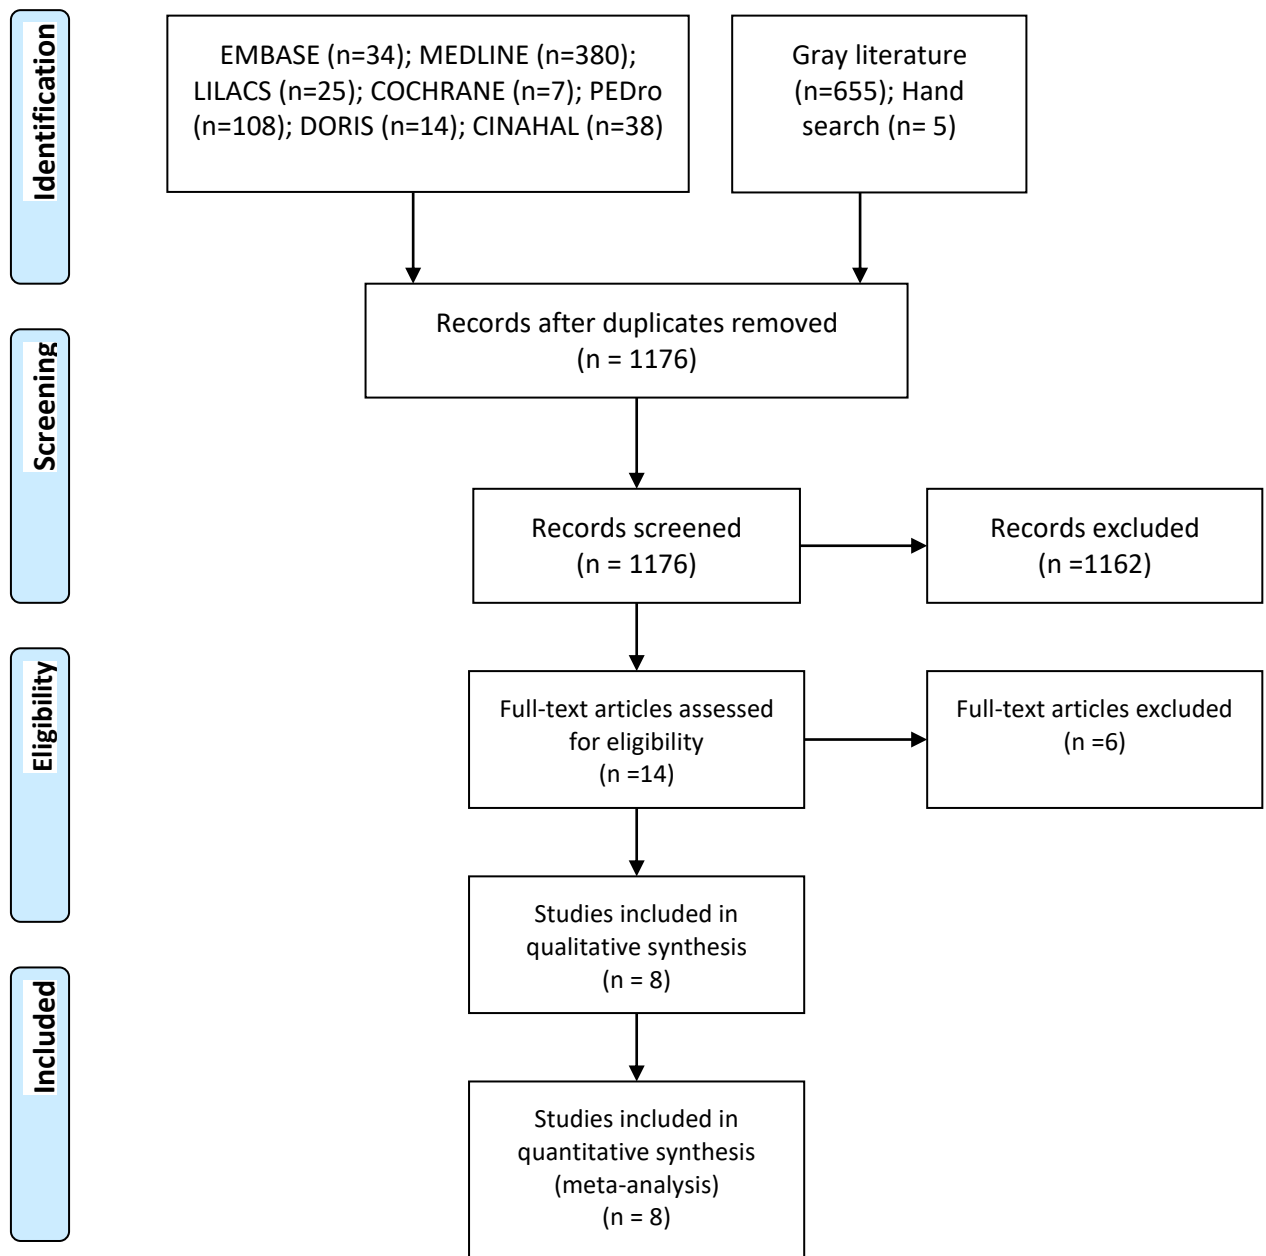 Identification
EMBASE (n=34); MEDLINE (n=380);
LILACS (n=25); COCHRANE (n=7); PEDro
(n=108); DORIS (n=14); CINAHAL (n=38)
Gray literature
(n=655); Hand
search (n= 5)
Records after duplicates removed
(n = 1176)
Screening
Records screened
(n = 1176)
Records excluded
(n =1162)
Eligibility
Full-text articles assessed
for eligibility
(n =14)
Full-text articles excluded
(n =6)
Studies included in
qualitative synthesis
(n = 8)
Included
Studies included in
quantitative synthesis
(meta-analysis)
(n = 8)